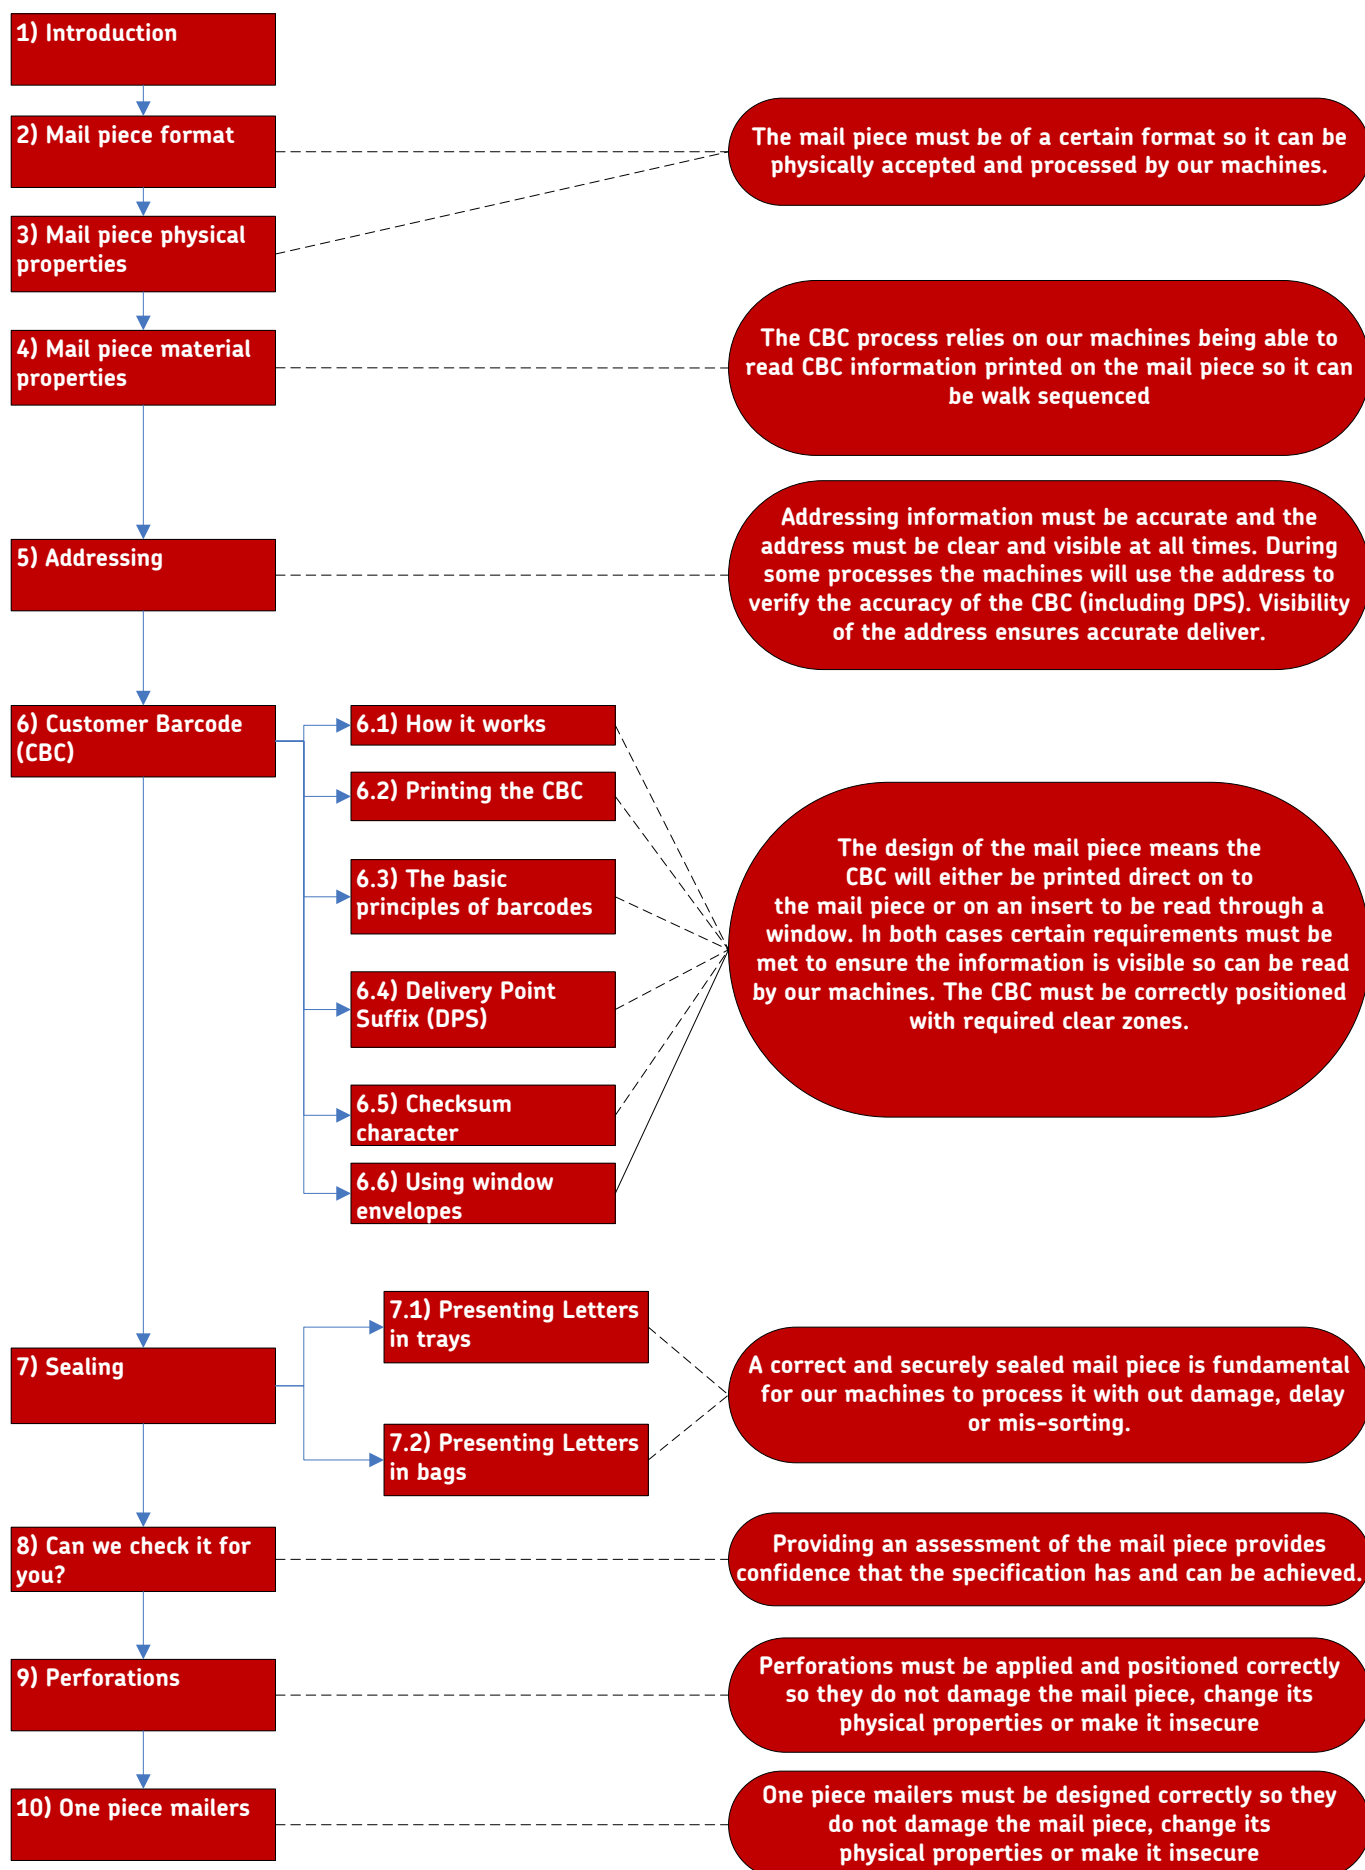 1) Introduction
2) Mail piece format
The mail piece must be of a certain format so it can be
physically accepted and processed by our machines.
3) Mail piece physical
properties
4) Mail piece material
properties
The CBC process relies on our machines being able to
read CBC information printed on the mail piece so it can
be walk sequenced
5) Addressing
Addressing information must be accurate and the
address must be clear and visible at all times. During
some processes the machines will use the address to
verify the accuracy of the CBC (including DPS). Visibility
of the address ensures accurate deliver.
6) Customer Barcode
(CBC)
6.1) How it works
6.2) Printing the CBC
6.3) The basic
principles of barcodes
6.4) Delivery Point
Suffix (DPS)
6.5) Checksum
character
6.6) Using window
envelopes
The design of the mail piece means the
CBC will either be printed direct on to
the mail piece or on an insert to be read through a
window. In both cases certain requirements must be
met to ensure the information is visible so can be read
by our machines. The CBC must be correctly positioned
with required clear zones.
7) Sealing
7.1) Presenting Letters
in trays
7.2) Presenting Letters
in bags
A correct and securely sealed mail piece is fundamental
for our machines to process it with out damage, delay
or mis-sorting.
8) Can we check it for
you?
Providing an assessment of the mail piece provides
confidence that the specification has and can be achieved.
9) Perforations
Perforations must be applied and positioned correctly
so they do not damage the mail piece, change its
physical properties or make it insecure
10) One piece mailers
One piece mailers must be designed correctly so they
do not damage the mail piece, change its
physical properties or make it insecure